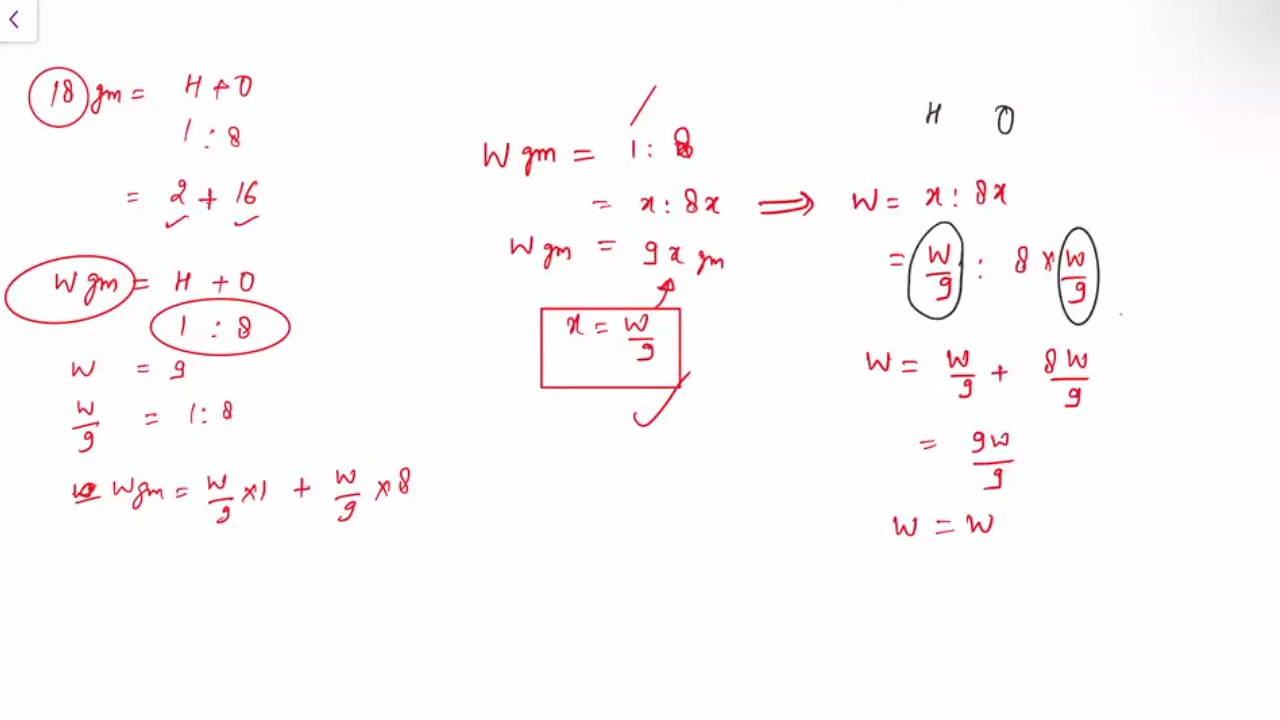 18 gm = H + O
1 : 8
= 2 + 16
W gm = H + O
1 : 8
W = 9
W/9 = 1 : 8
W gm = W/9 × 1 + W/9 × 8
W gm = 1 : 8
= x : 8x ⟹
W gm = 9x gm
x = W/9
H O
W = x : 8x
= W/9 : 8 × W/9
W = W/9 + 8W/9
= 9W/9
W = W